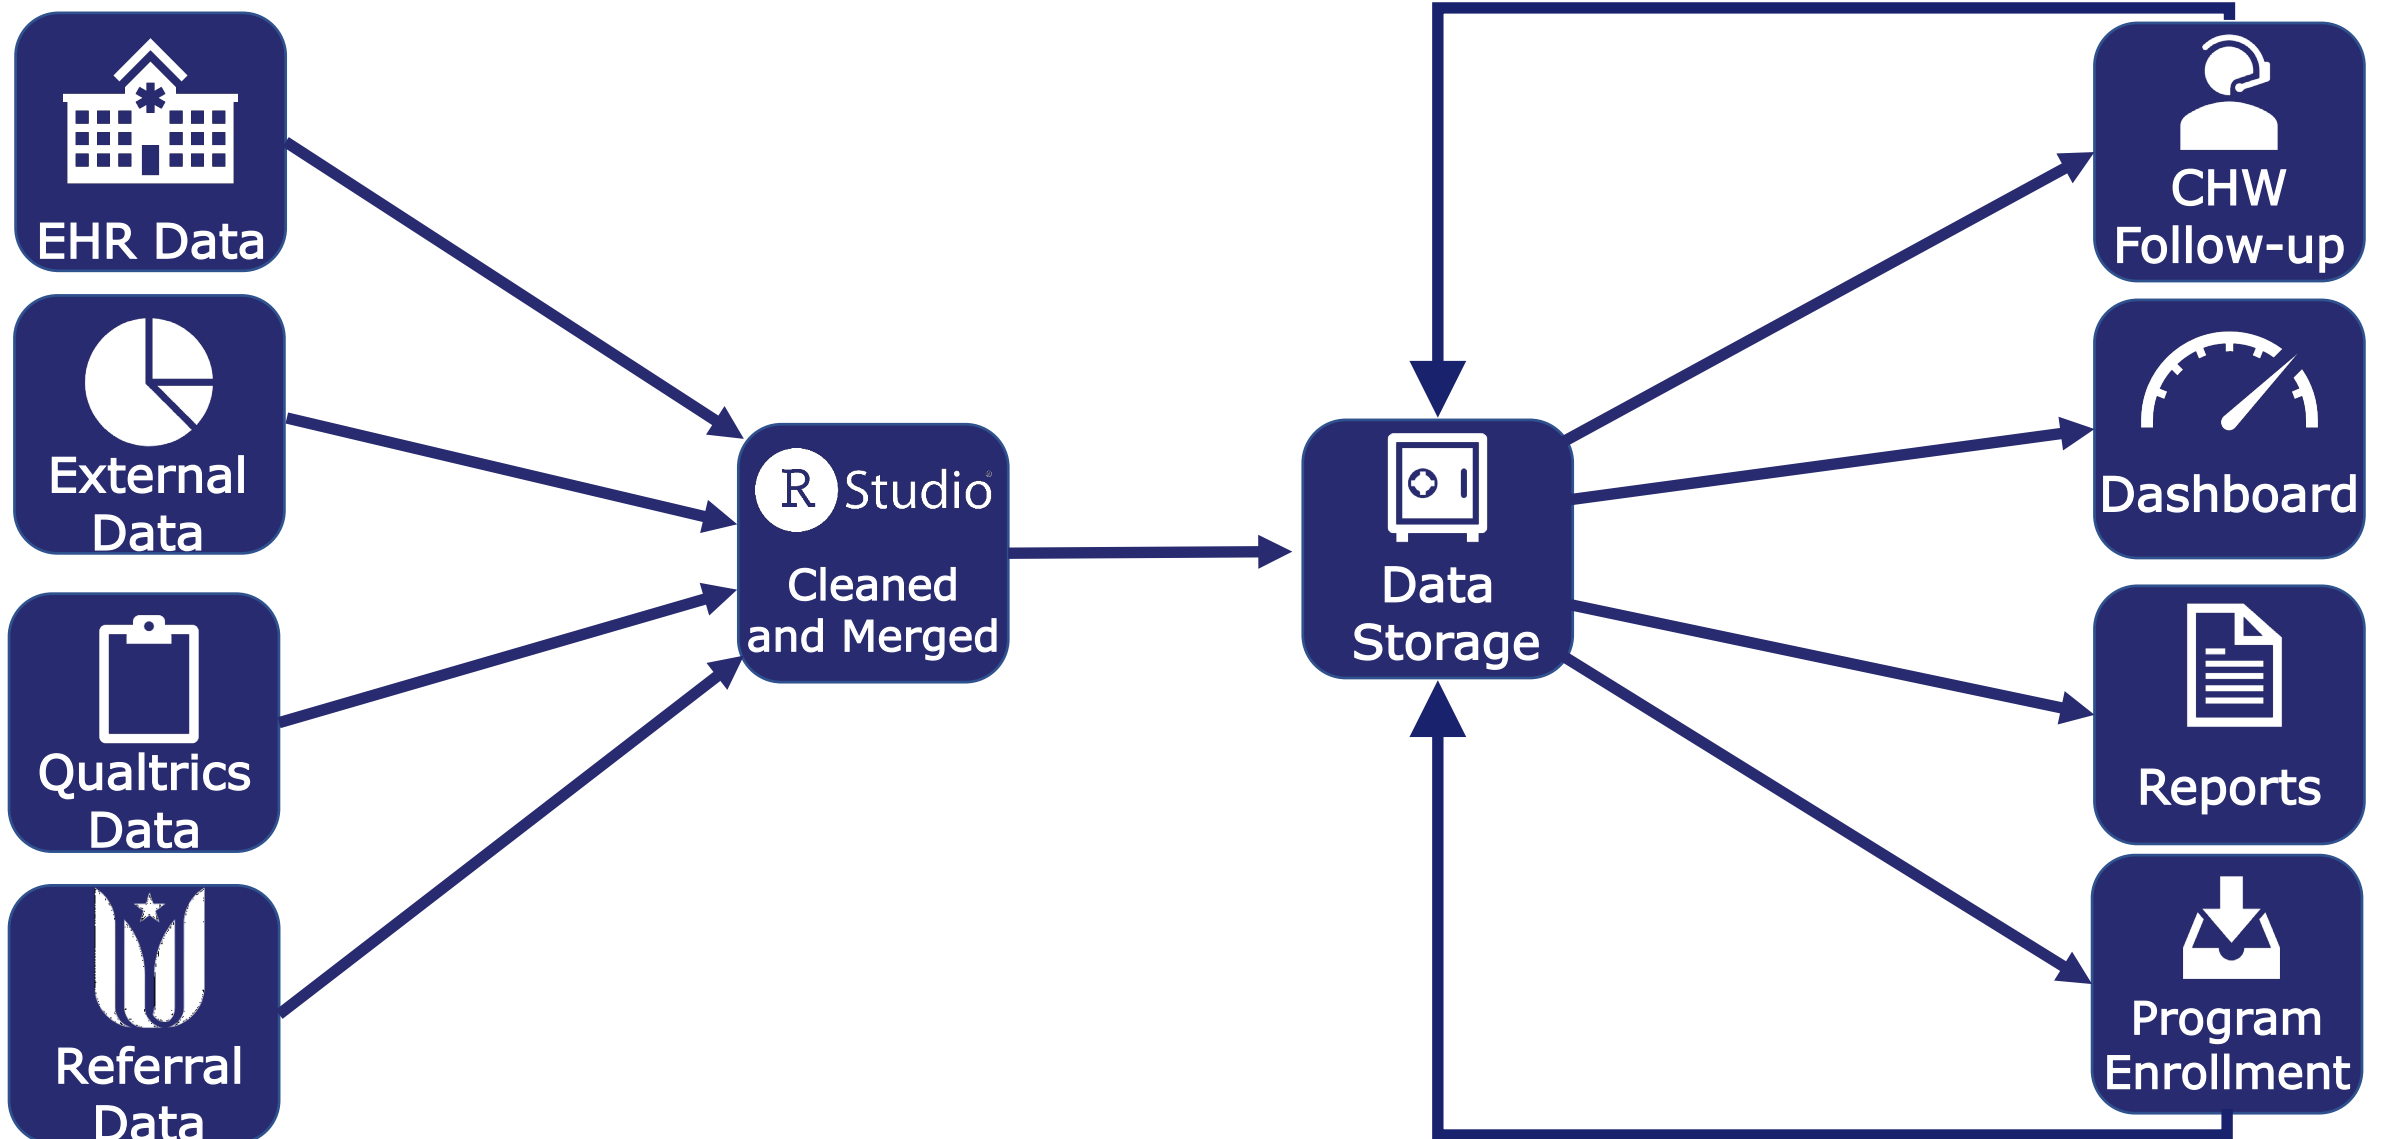 EHR Data
External
Data
Qualtrics
Data
Referral
Data
R Studio®
Cleaned
and Merged
Data
Storage
CHW
Follow-up
Dashboard
Reports
Program
Enrollment